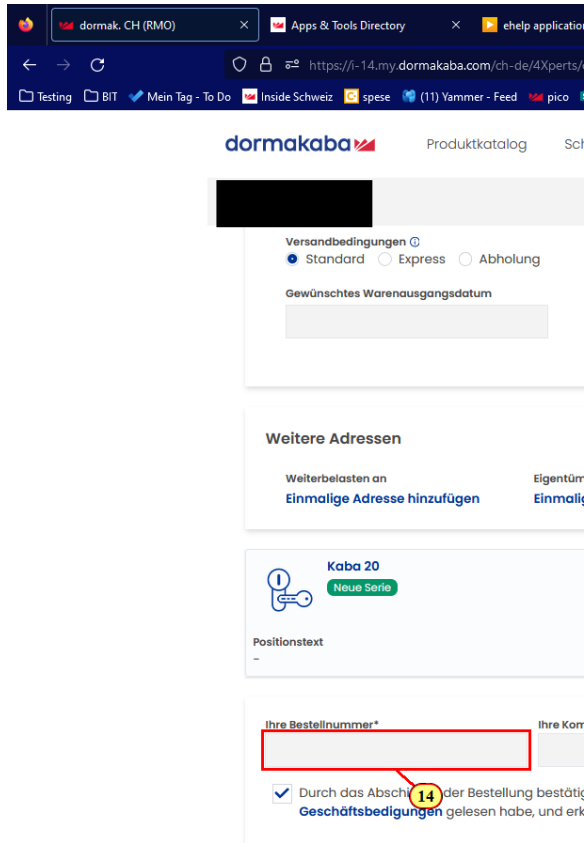 dormak. CH (RMO)
Apps & Tools Directory
ehelp application
https://i-14.my.dormakaba.com/ch-de/4Xperts/
Testing BIT Mein Tag - To Do Inside Schweiz spese (11) Yammer - Feed pico
dormakaba Produktkatalog
Versandbedingungen
Standard Express Abholung
Gewünschtes Warenausgangsdatum
Weitere Adressen
Weiterbelasten an
Einmalige Adresse hinzufügen
Kaba 20
Neue Serie
Positionstext
-
Ihre Bestellnummer*
Ihre Kom
Durch das Abschi der Bestellung bestätig
14
Geschäftsbedigungen gelesen habe, und erk